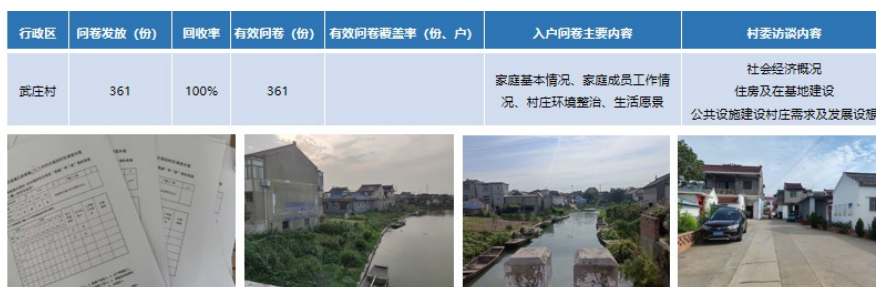 行政区 问卷发放（份） 回收率 有效问卷（份） 有效问卷覆盖率（份、户） 入户问卷主要内容 村委访谈内容
武庄村 361 100% 361
家庭基本情况、家庭成员工作情
况、村庄环境整治、生活愿景
社会经济概况
住房及在基地建设
公共设施建设村庄需求及发展设想